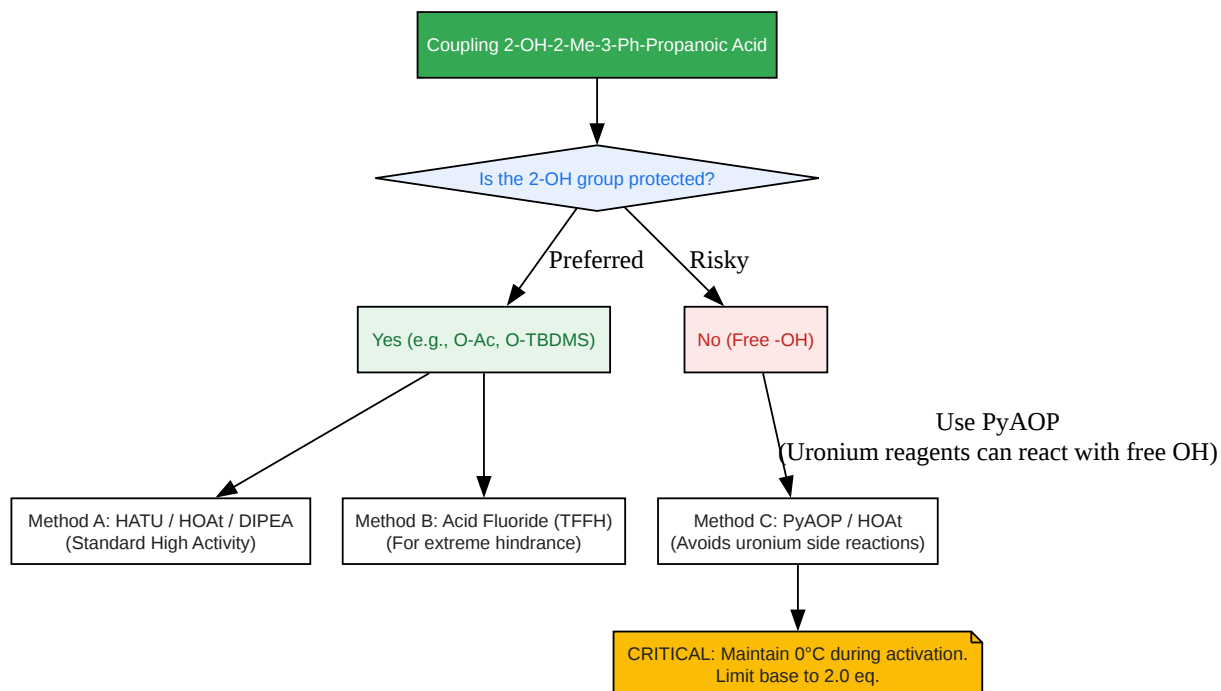 Coupling 2-OH-2-Me-3-Ph-Propanoic Acid
Is the 2-OH group protected?
Preferred
Risky
Yes (e.g., O-Ac, O-TBDMS)
No (Free -OH)
Use PyAOP
(Uronium reagents can react with free OH)
Method A: HATU / HOAt / DIPEA
(Standard High Activity)
Method B: Acid Fluoride (TFFH)
(For extreme hindrance)
Method C: PyAOP / HOAt
(Avoids uronium side reactions)
CRITICAL: Maintain 0°C during activation.
Limit base to 2.0 eq.